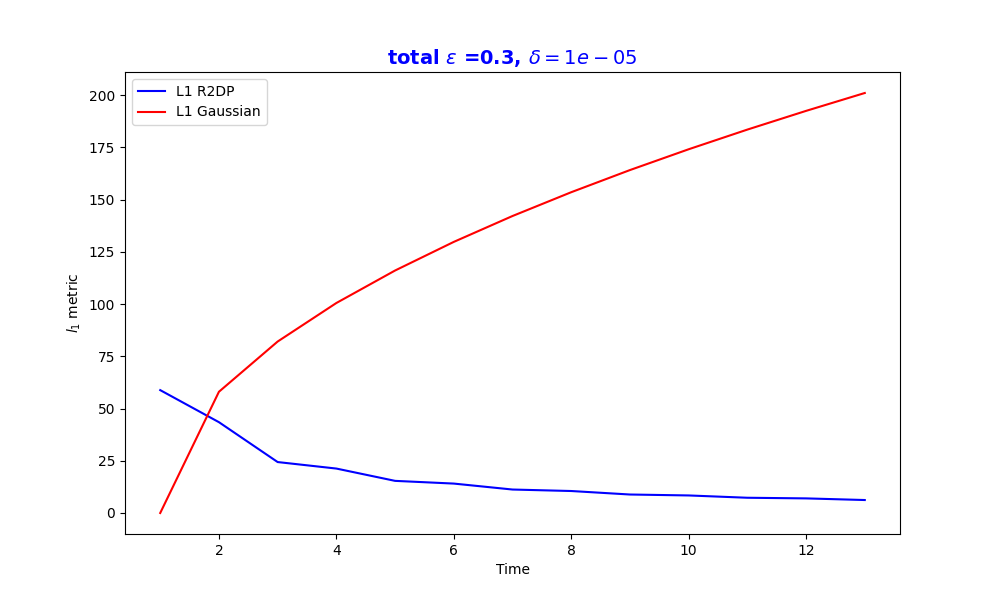 total ε =0.3, δ = 1e − 05
L1 R2DP
L1 Gaussian
200
175
150
125
100
75
50
25
0
l₁ metric
2 4 6 8 10 12
Time